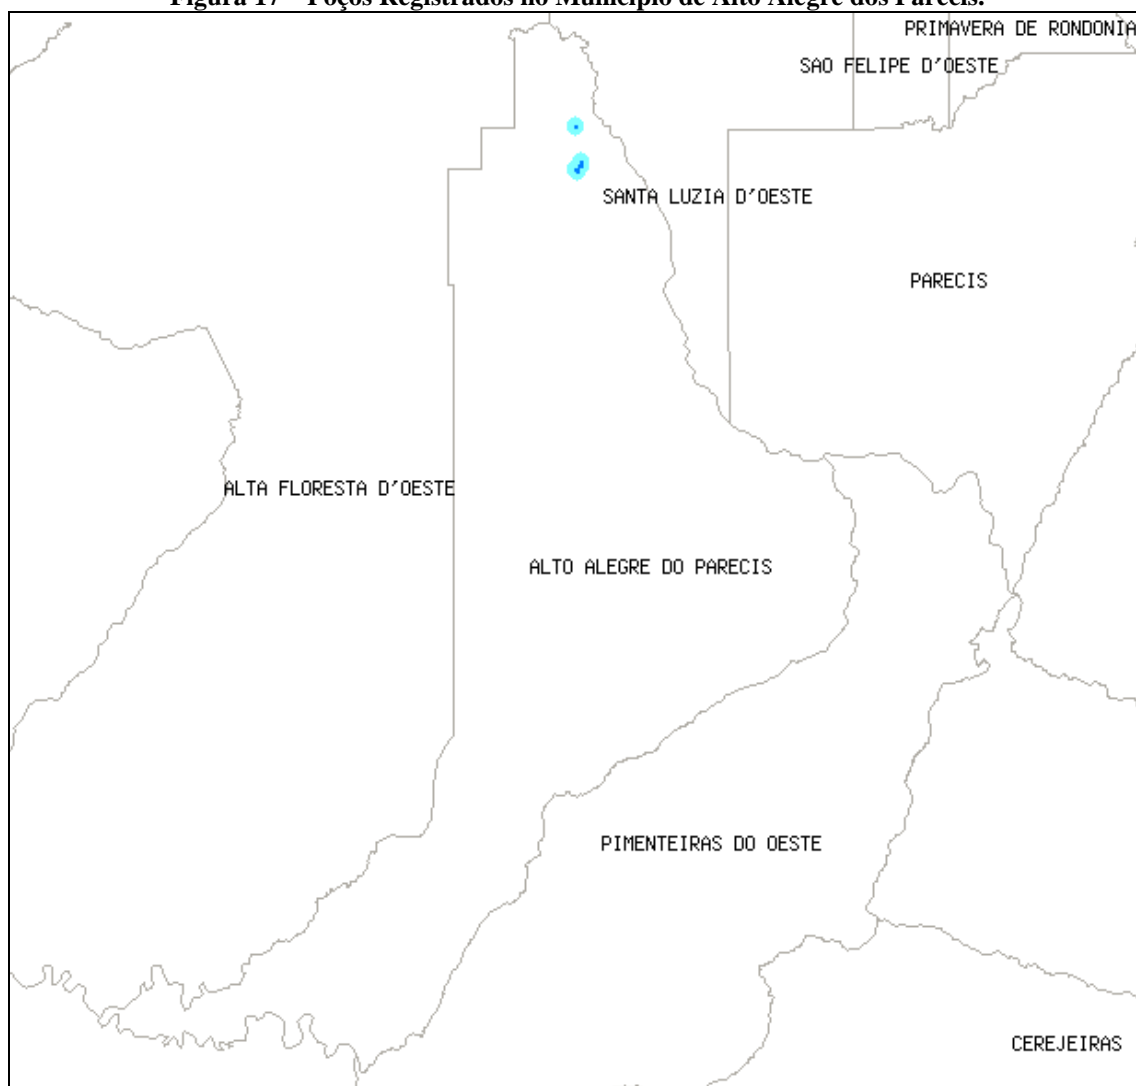 Figura 17 – Poços Registrados no Município de Alto Alegre dos Parecis.
PRIMAVERA DE RONDONIA
SAO FELIPE D'OESTE
SANTA LUZIA D'OESTE
PARECIS
ALTA FLORESTA D'OESTE
ALTO ALEGRE DO PARECIS
PIMENTEIRAS DO OESTE
CEREJEIRAS